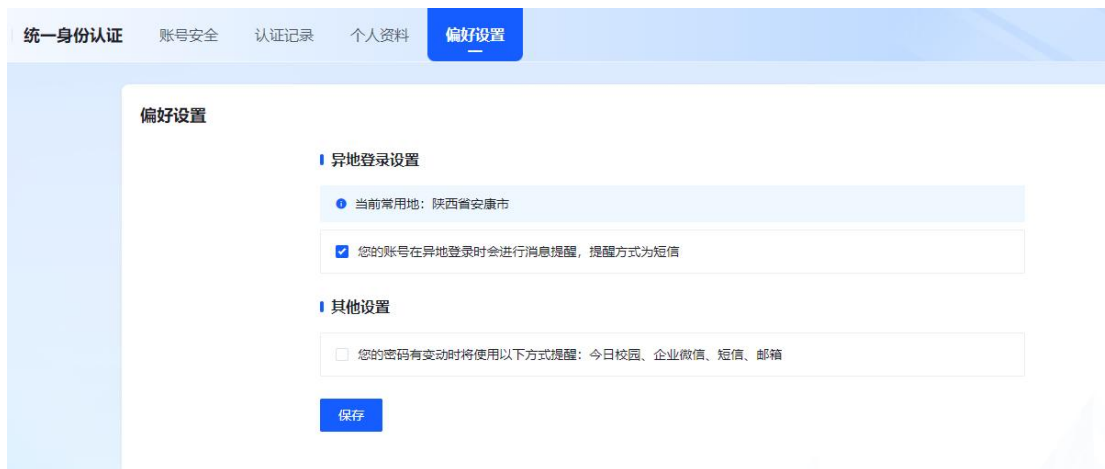 统一身份认证 账号安全 认证记录 个人资料 偏好设置
偏好设置
异地登录设置
当前常用地：陕西省安康市
您的账号在异地登录时会进行消息提醒，提醒方式为短信
其他设置
您的密码有变动时将使用以下方式提醒：今日校园、企业微信、短信、邮箱
保存